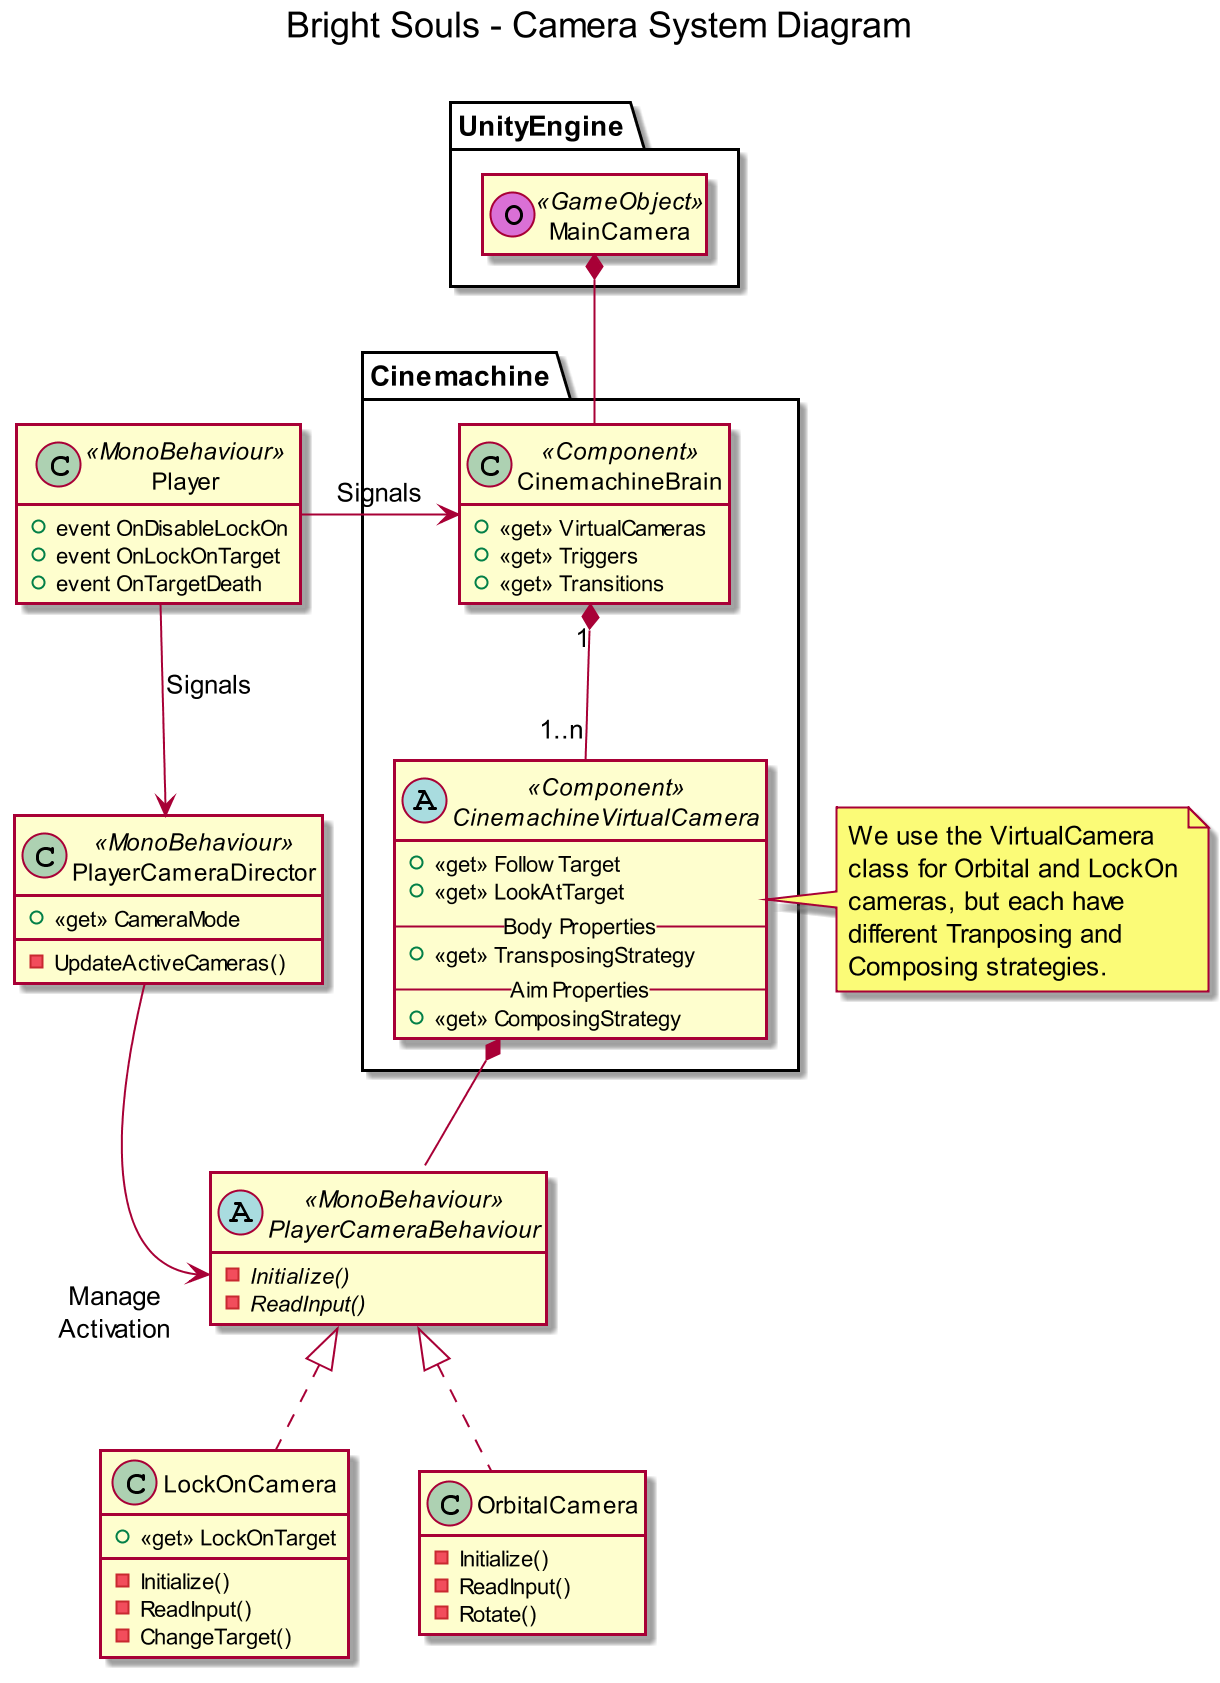 Bright Souls - Camera System Diagram
UnityEngine
O
«GameObject»
MainCamera
Cinemachine
C
«MonoBehaviour»
Player
event OnDisableLockOn
event OnLockOnTarget
event OnTargetDeath
Signals
C
«Component»
CinemachineBrain
«get» VirtualCameras
«get» Triggers
«get» Transitions
1
1..n
Signals
A
«Component»
CinemachineVirtualCamera
«get» Follow Target
«get» LookAtTarget
Body Properties
«get» TransposingStrategy
Aim Properties
«get» ComposingStrategy
We use the VirtualCamera
class for Orbital and LockOn
cameras, but each have
different Tranposing and
Composing strategies.
C
«MonoBehaviour»
PlayerCameraDirector
«get» CameraMode
UpdateActiveCameras()
Manage
Activation
A
«MonoBehaviour»
PlayerCameraBehaviour
Initialize()
ReadInput()
C
LockOnCamera
«get» LockOnTarget
Initialize()
ReadInput()
ChangeTarget()
C
OrbitalCamera
Initialize()
ReadInput()
Rotate()